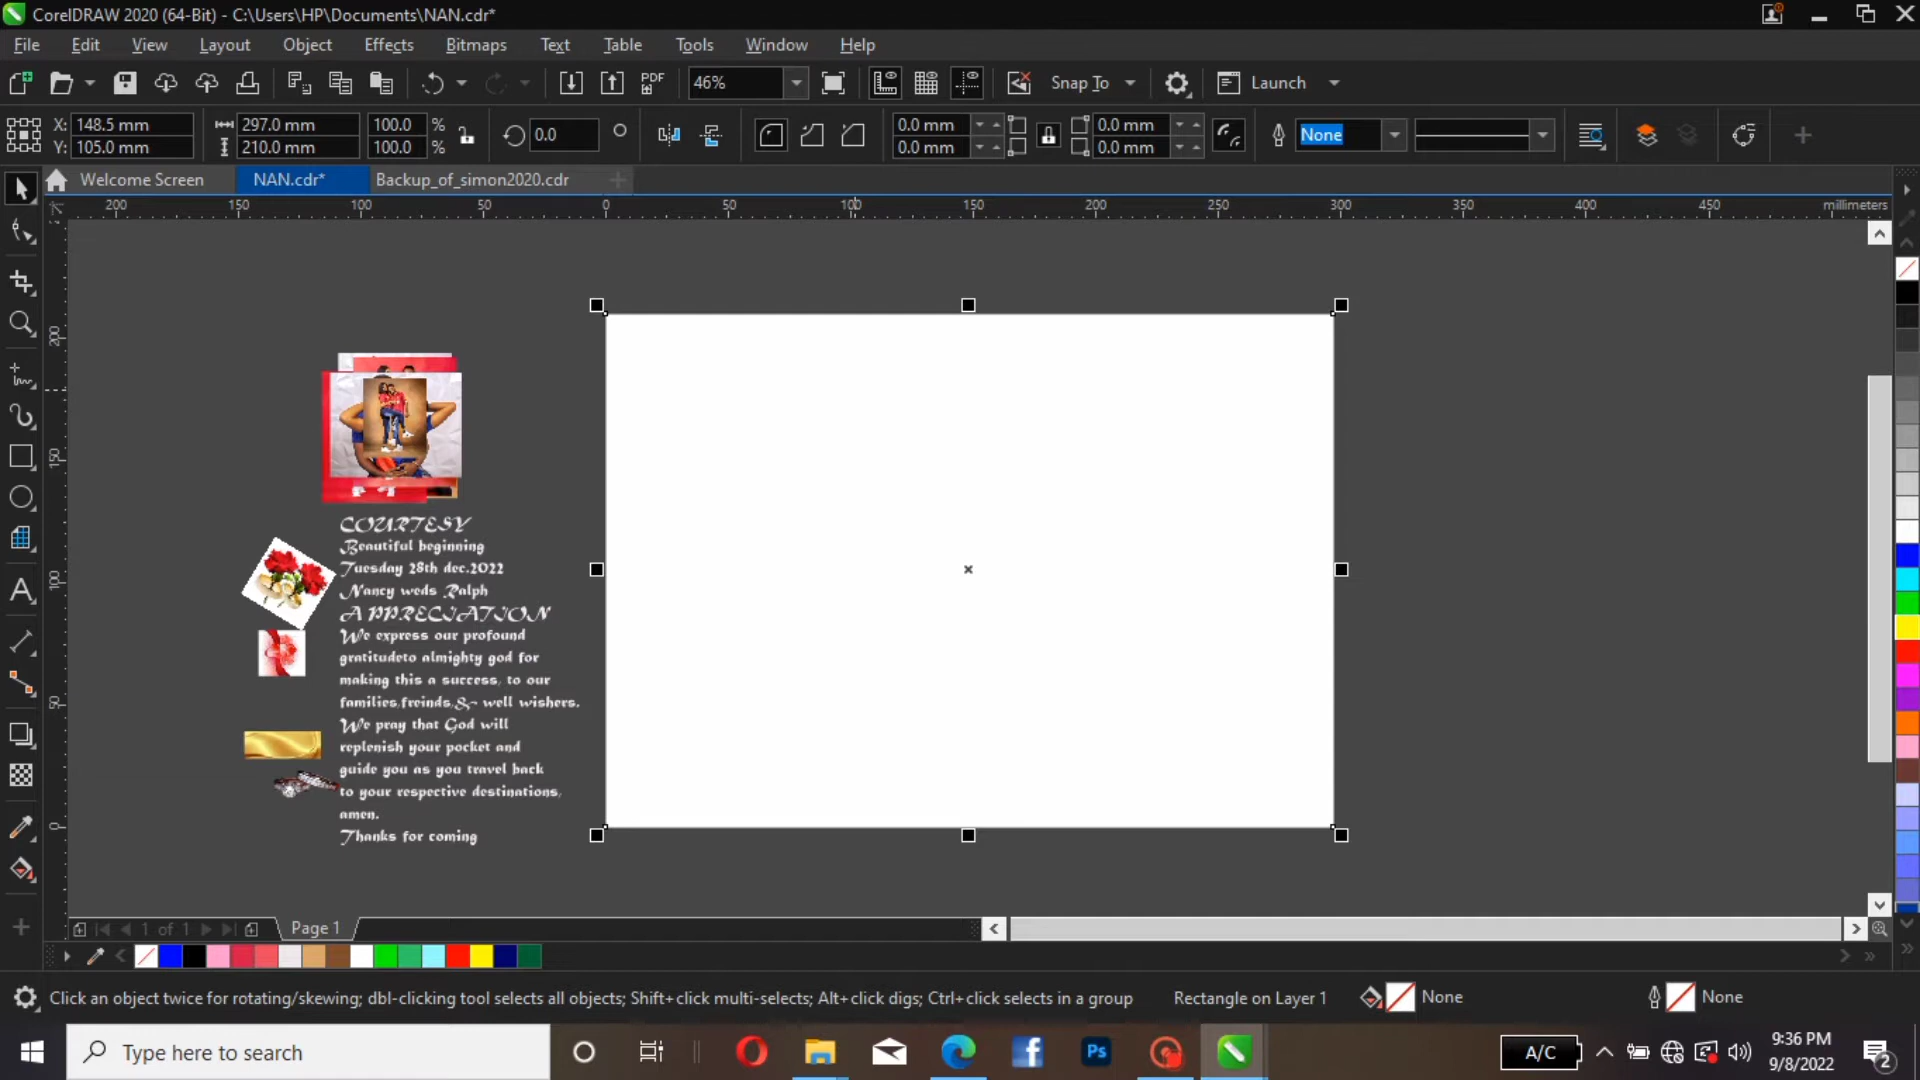 CorelDRAW 2020 (64-Bit) - C:\Users\HP\Documents\NAN.cdr*
File Edit View Layout Object Effects Bitmaps Text Table Tools Window Help
PDF 46% Snap To Launch
X: 148.5 mm 297.0 mm 100.0 % 0.0 0.0 mm 0.0 mm None
Y: 105.0 mm 210.0 mm 100.0 % 0.0 mm 0.0 mm
Welcome Screen NAN.cdr* Backup_of_simon2020.cdr
200 150 100 50 0 50 100 150 200 250 300 350 400 450 millimeters
200
150
100
50
0
COURTESY
Beautiful beginning
Tuesday 28th dec.2022
Nancy weds Ralph
APPRECIATION
We express our profound
gratitudeto almighty god for
making this a success, to our
families,freinds,& well wishers.
We pray that God will
replenish your pocket and
guide you as you travel back
to your respective destinations,
amen.
Thanks for coming
1 of 1 Page 1
Click an object twice for rotating/skewing; dbl-clicking tool selects all objects; Shift+click multi-selects; Alt+click digs; Ctrl+click selects in a group Rectangle on Layer 1 None None
Type here to search Ps A/C 9:36 PM
9/8/2022 2